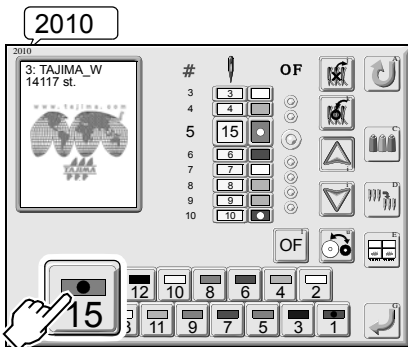 2010
2010
3: TAJIMA_W
14117 st.
www.tajima.com
TAJIMA
# OF
3 3
4 4
5 15
6 6
7 7
8 8
9 9
10 10
A
C
D
E
G
OF
12 10 8 6 4 2
15 11 9 7 5 3 1